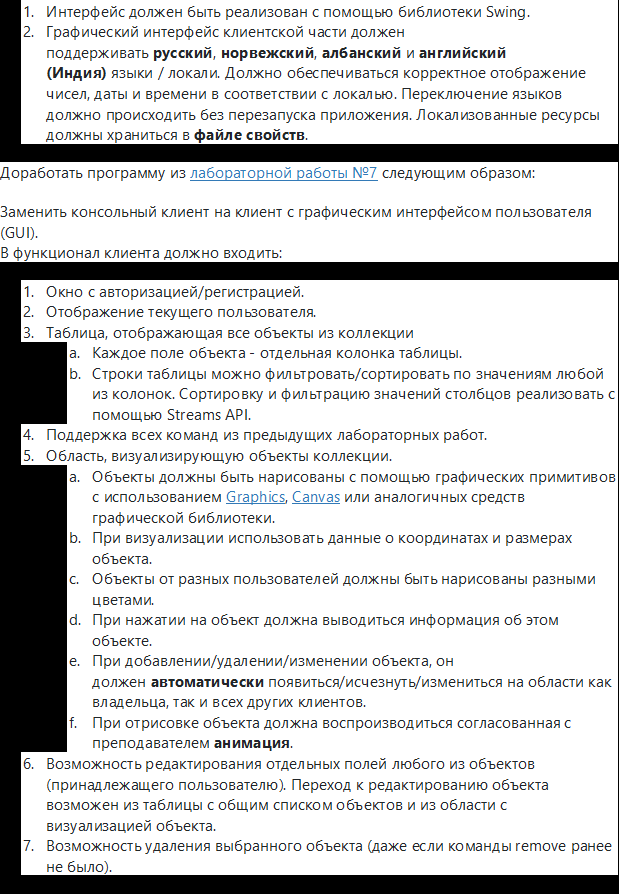 1. Интерфейс должен быть реализован с помощью библиотеки Swing.
2. Графический интерфейс клиентской части должен
поддерживать русский, норвежский, албанский и английский
(Индия) языки / локали. Должно обеспечиваться корректное отображение
чисел, даты и времени в соответствии с локалью. Переключение языков
должно происходить без перезапуска приложения. Локализованные ресурсы
должны храниться в файле свойств.
Доработать программу из лабораторной работы №7 следующим образом:
Заменить консольный клиент на клиент с графическим интерфейсом пользователя
(GUI).
В функционал клиента должно входить:
1. Окно с авторизацией/регистрацией.
2. Отображение текущего пользователя.
3. Таблица, отображающая все объекты из коллекции
a. Каждое поле объекта - отдельная колонка таблицы.
b. Строки таблицы можно фильтровать/сортировать по значениям любой
из колонок. Сортировку и фильтрацию значений столбцов реализовать с
помощью Streams API.
4. Поддержка всех команд из предыдущих лабораторных работ.
5. Область, визуализирующую объекты коллекции.
a. Объекты должны быть нарисованы с помощью графических примитивов
с использованием Graphics, Canvas или аналогичных средств
графической библиотеки.
b. При визуализации использовать данные о координатах и размерах
объекта.
c. Объекты от разных пользователей должны быть нарисованы разными
цветами.
d. При нажатии на объект должна выводиться информация об этом
объекте.
e. При добавлении/удалении/изменении объекта, он
должен автоматически появиться/исчезнуть/измениться на области как
владельца, так и всех других клиентов.
f. При отрисовке объекта должна воспроизводиться согласованная с
преподавателем анимация.
6. Возможность редактирования отдельных полей любого из объектов
(принадлежащего пользователю). Переход к редактированию объекта
возможен из таблицы с общим списком объектов и из области с
визуализацией объекта.
7. Возможность удаления выбранного объекта (даже если команды remove ранее
не было).